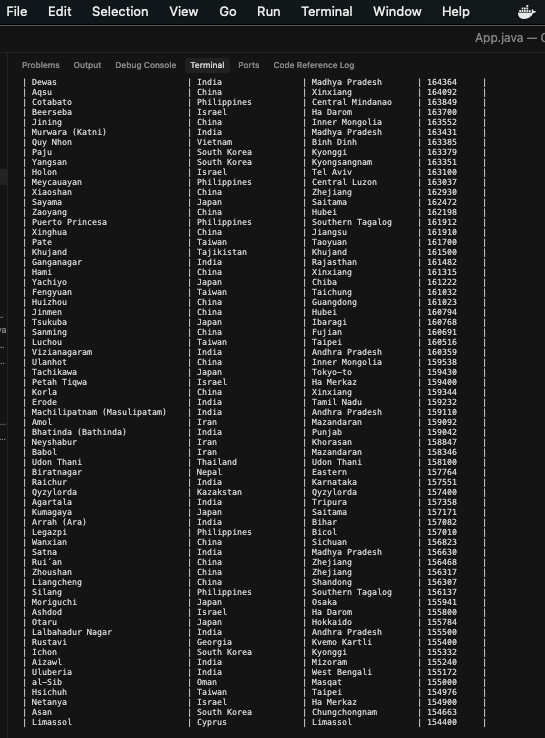 File Edit Selection View Go Run Terminal Window Help
App.java — 
Problems Output Debug Console Terminal Ports Code Reference Log
| Dewas | India | Madhya Pradesh | 164364 |
| Aqsu | China | Xinxiang | 164092 |
| Cotabato | Philippines | Central Mindanao | 163849 |
| Beerseba | Israel | Ha Darom | 163700 |
| Jining | China | Inner Mongolia | 163552 |
| Murwara (Katni) | India | Madhya Pradesh | 163431 |
| Quy Nhon | Vietnam | Binh Dinh | 163385 |
| Paju | South Korea | Kyonggi | 163379 |
| Yangsan | South Korea | Kyongsangnam | 163351 |
| Holon | Israel | Tel Aviv | 163100 |
| Meycauayan | Philippines | Central Luzon | 163037 |
| Xiaoshan | China | Zhejiang | 162930 |
| Sayama | Japan | Saitama | 162472 |
| Zaoyang | China | Hubei | 162198 |
| Puerto Princesa | Philippines | Southern Tagalog | 161912 |
| Xinghua | China | Jiangsu | 161910 |
| Pate | Taiwan | Taoyuan | 161700 |
| Khujand | Tajikistan | Khujand | 161500 |
| Ganganagar | India | Rajasthan | 161482 |
| Hami | China | Xinxiang | 161315 |
| Yachiyo | Japan | Chiba | 161222 |
| Fengyuan | Taiwan | Taichung | 161032 |
| Huizhou | China | Guangdong | 161023 |
| Jinmen | China | Hubei | 160794 |
| Tsukuba | Japan | Ibaragi | 160768 |
| Sanming | China | Fujian | 160691 |
| Luchou | Taiwan | Taipei | 160516 |
| Vizianagaram | India | Andhra Pradesh | 160359 |
| Ulanhot | China | Inner Mongolia | 159538 |
| Tachikawa | Japan | Tokyo-to | 159430 |
| Petah Tiqwa | Israel | Ha Merkaz | 159400 |
| Korla | China | Xinxiang | 159344 |
| Erode | India | Tamil Nadu | 159232 |
| Machilipatnam (Masulipatam) | India | Andhra Pradesh | 159110 |
| Amol | Iran | Mazandaran | 159092 |
| Bhatinda (Bathinda) | India | Punjab | 159042 |
| Neyshabur | Iran | Khorasan | 158847 |
| Babol | Iran | Mazandaran | 158346 |
| Udon Thani | Thailand | Udon Thani | 158100 |
| Biratnagar | Nepal | Eastern | 157764 |
| Raichur | India | Karnataka | 157551 |
| Qyzylorda | Kazakstan | Qyzylorda | 157400 |
| Agartala | India | Tripura | 157358 |
| Kumagaya | Japan | Saitama | 157171 |
| Arrah (Ara) | India | Bihar | 157082 |
| Legazpi | Philippines | Bicol | 157010 |
| Wanxian | China | Sichuan | 156823 |
| Satna | India | Madhya Pradesh | 156630 |
| Rui´an | China | Zhejiang | 156468 |
| Zhoushan | China | Zhejiang | 156317 |
| Liangcheng | China | Shandong | 156307 |
| Silang | Philippines | Southern Tagalog | 156137 |
| Moriguchi | Japan | Osaka | 155941 |
| Ashdod | Israel | Ha Darom | 155800 |
| Otaru | Japan | Hokkaido | 155784 |
| Lalbahadur Nagar | India | Andhra Pradesh | 155500 |
| Rustavi | Georgia | Kvemo Kartli | 155400 |
| Ichon | South Korea | Kyonggi | 155332 |
| Aizawl | India | Mizoram | 155240 |
| Uluberia | India | West Bengali | 155172 |
| al-Sib | Oman | Masqat | 155000 |
| Hsichuh | Taiwan | Taipei | 154976 |
| Netanya | Israel | Ha Merkaz | 154900 |
| Asan | South Korea | Chungchongnam | 154663 |
| Limassol | Cyprus | Limassol | 154400 |